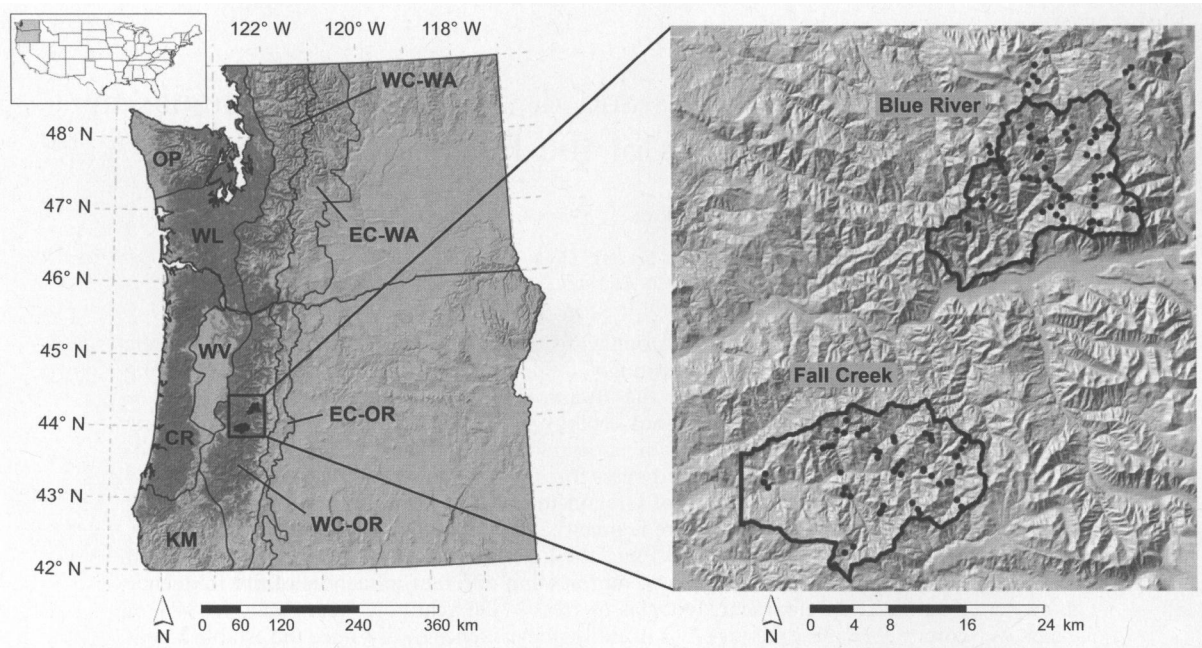 122° W 120° W 118° W
WC-WA
Blue River
48° N
OP
47° N
WL
EC-WA
46° N
45° N
WV
Fall Creek
44° N
EC-OR
CR
43° N
WC-OR
KM
42° N
N
0 60 120 240 360 km
N
0 4 8 16 24 km